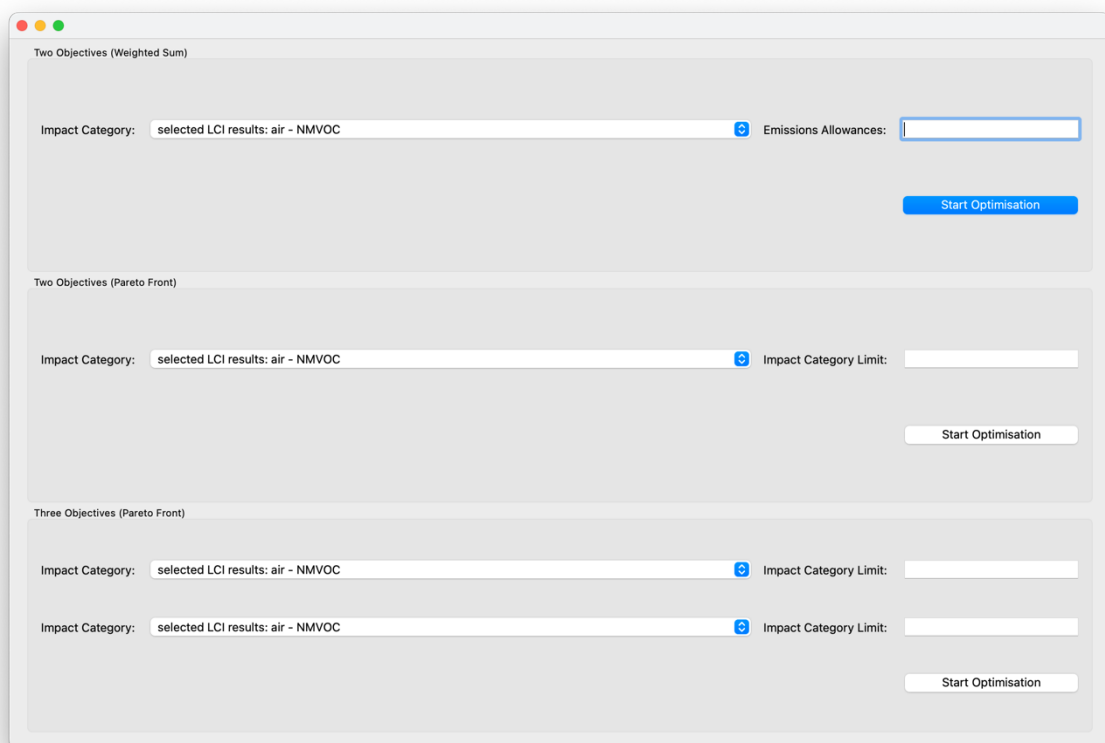 Two Objectives (Weighted Sum)
Impact Category: selected LCI results: air - NMVOC Emissions Allowances:
Start Optimisation
Two Objectives (Pareto Front)
Impact Category: selected LCI results: air - NMVOC Impact Category Limit:
Start Optimisation
Three Objectives (Pareto Front)
Impact Category: selected LCI results: air - NMVOC Impact Category Limit:
Impact Category: selected LCI results: air - NMVOC Impact Category Limit:
Start Optimisation